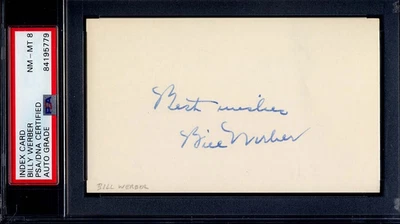 INDEX CARD
BILLY WERBER
PSA/DNA CERTIFIED
AUTO GRADE
NM-MT 8
84195779
PSA
Best wishes
Bill Werber
BILL WERBER